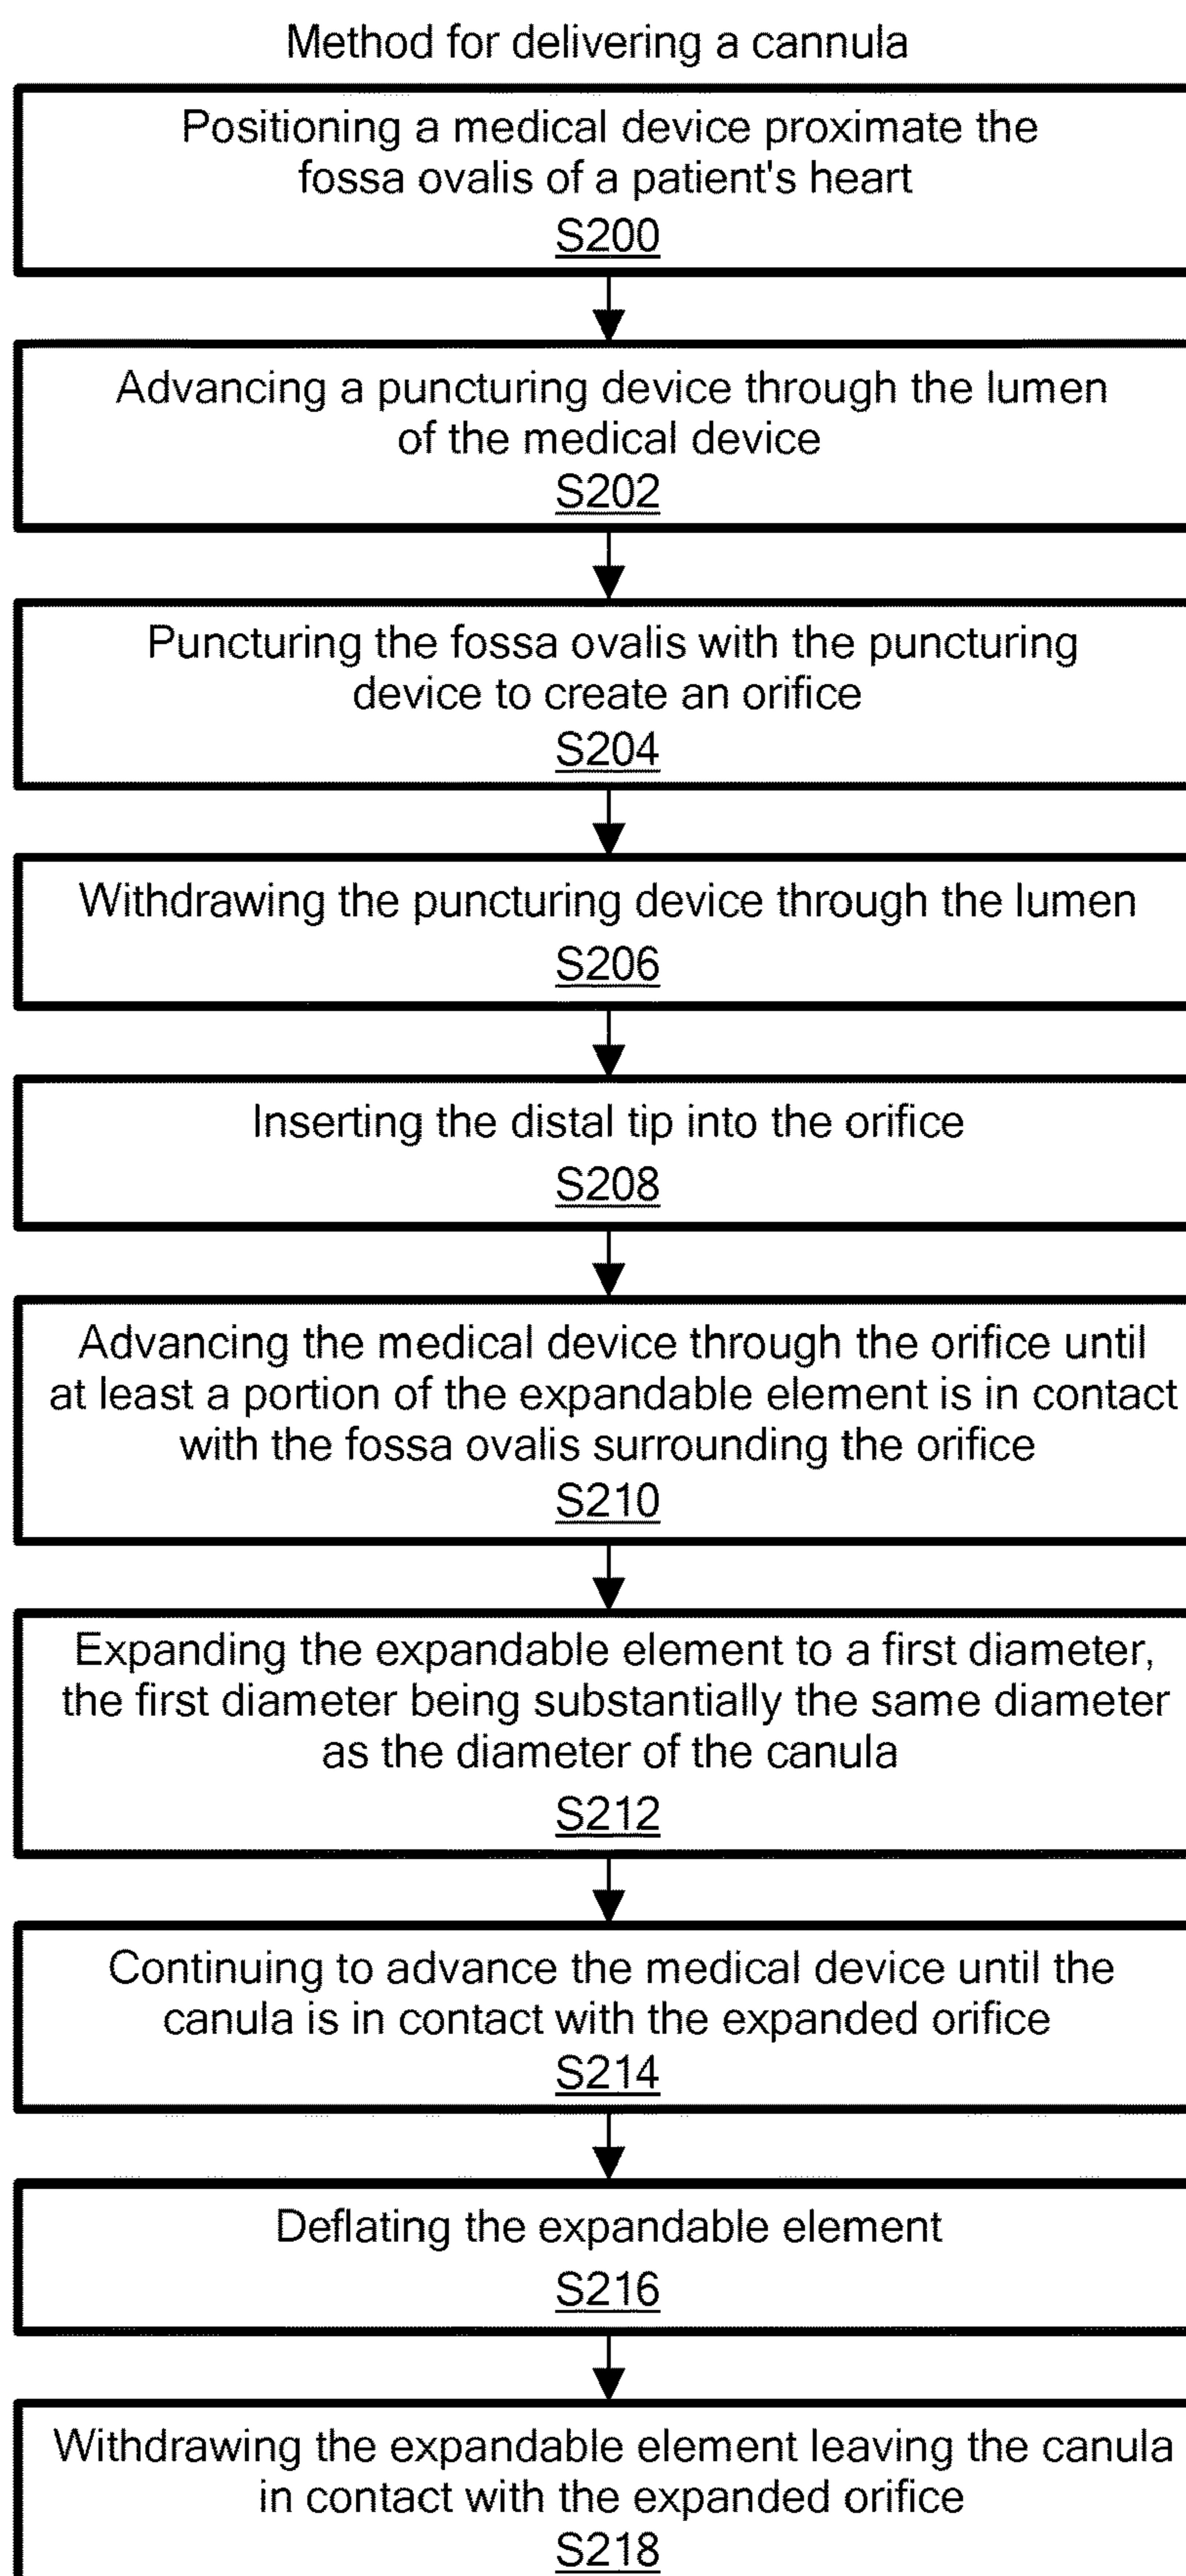 Method for delivering a cannula
Positioning a medical device proximate the
fossa ovalis of a patient's heart
S200
Advancing a puncturing device through the lumen
of the medical device
S202
Puncturing the fossa ovalis with the puncturing
device to create an orifice
S204
Withdrawing the puncturing device through the lumen
S206
Inserting the distal tip into the orifice
S208
Advancing the medical device through the orifice until
at least a portion of the expandable element is in contact
with the fossa ovalis surrounding the orifice
S210
Expanding the expandable element to a first diameter,
the first diameter being substantially the same diameter
as the diameter of the canula
S212
Continuing to advance the medical device until the
canula is in contact with the expanded orifice
S214
Deflating the expandable element
S216
Withdrawing the expandable element leaving the canula
in contact with the expanded orifice
S218